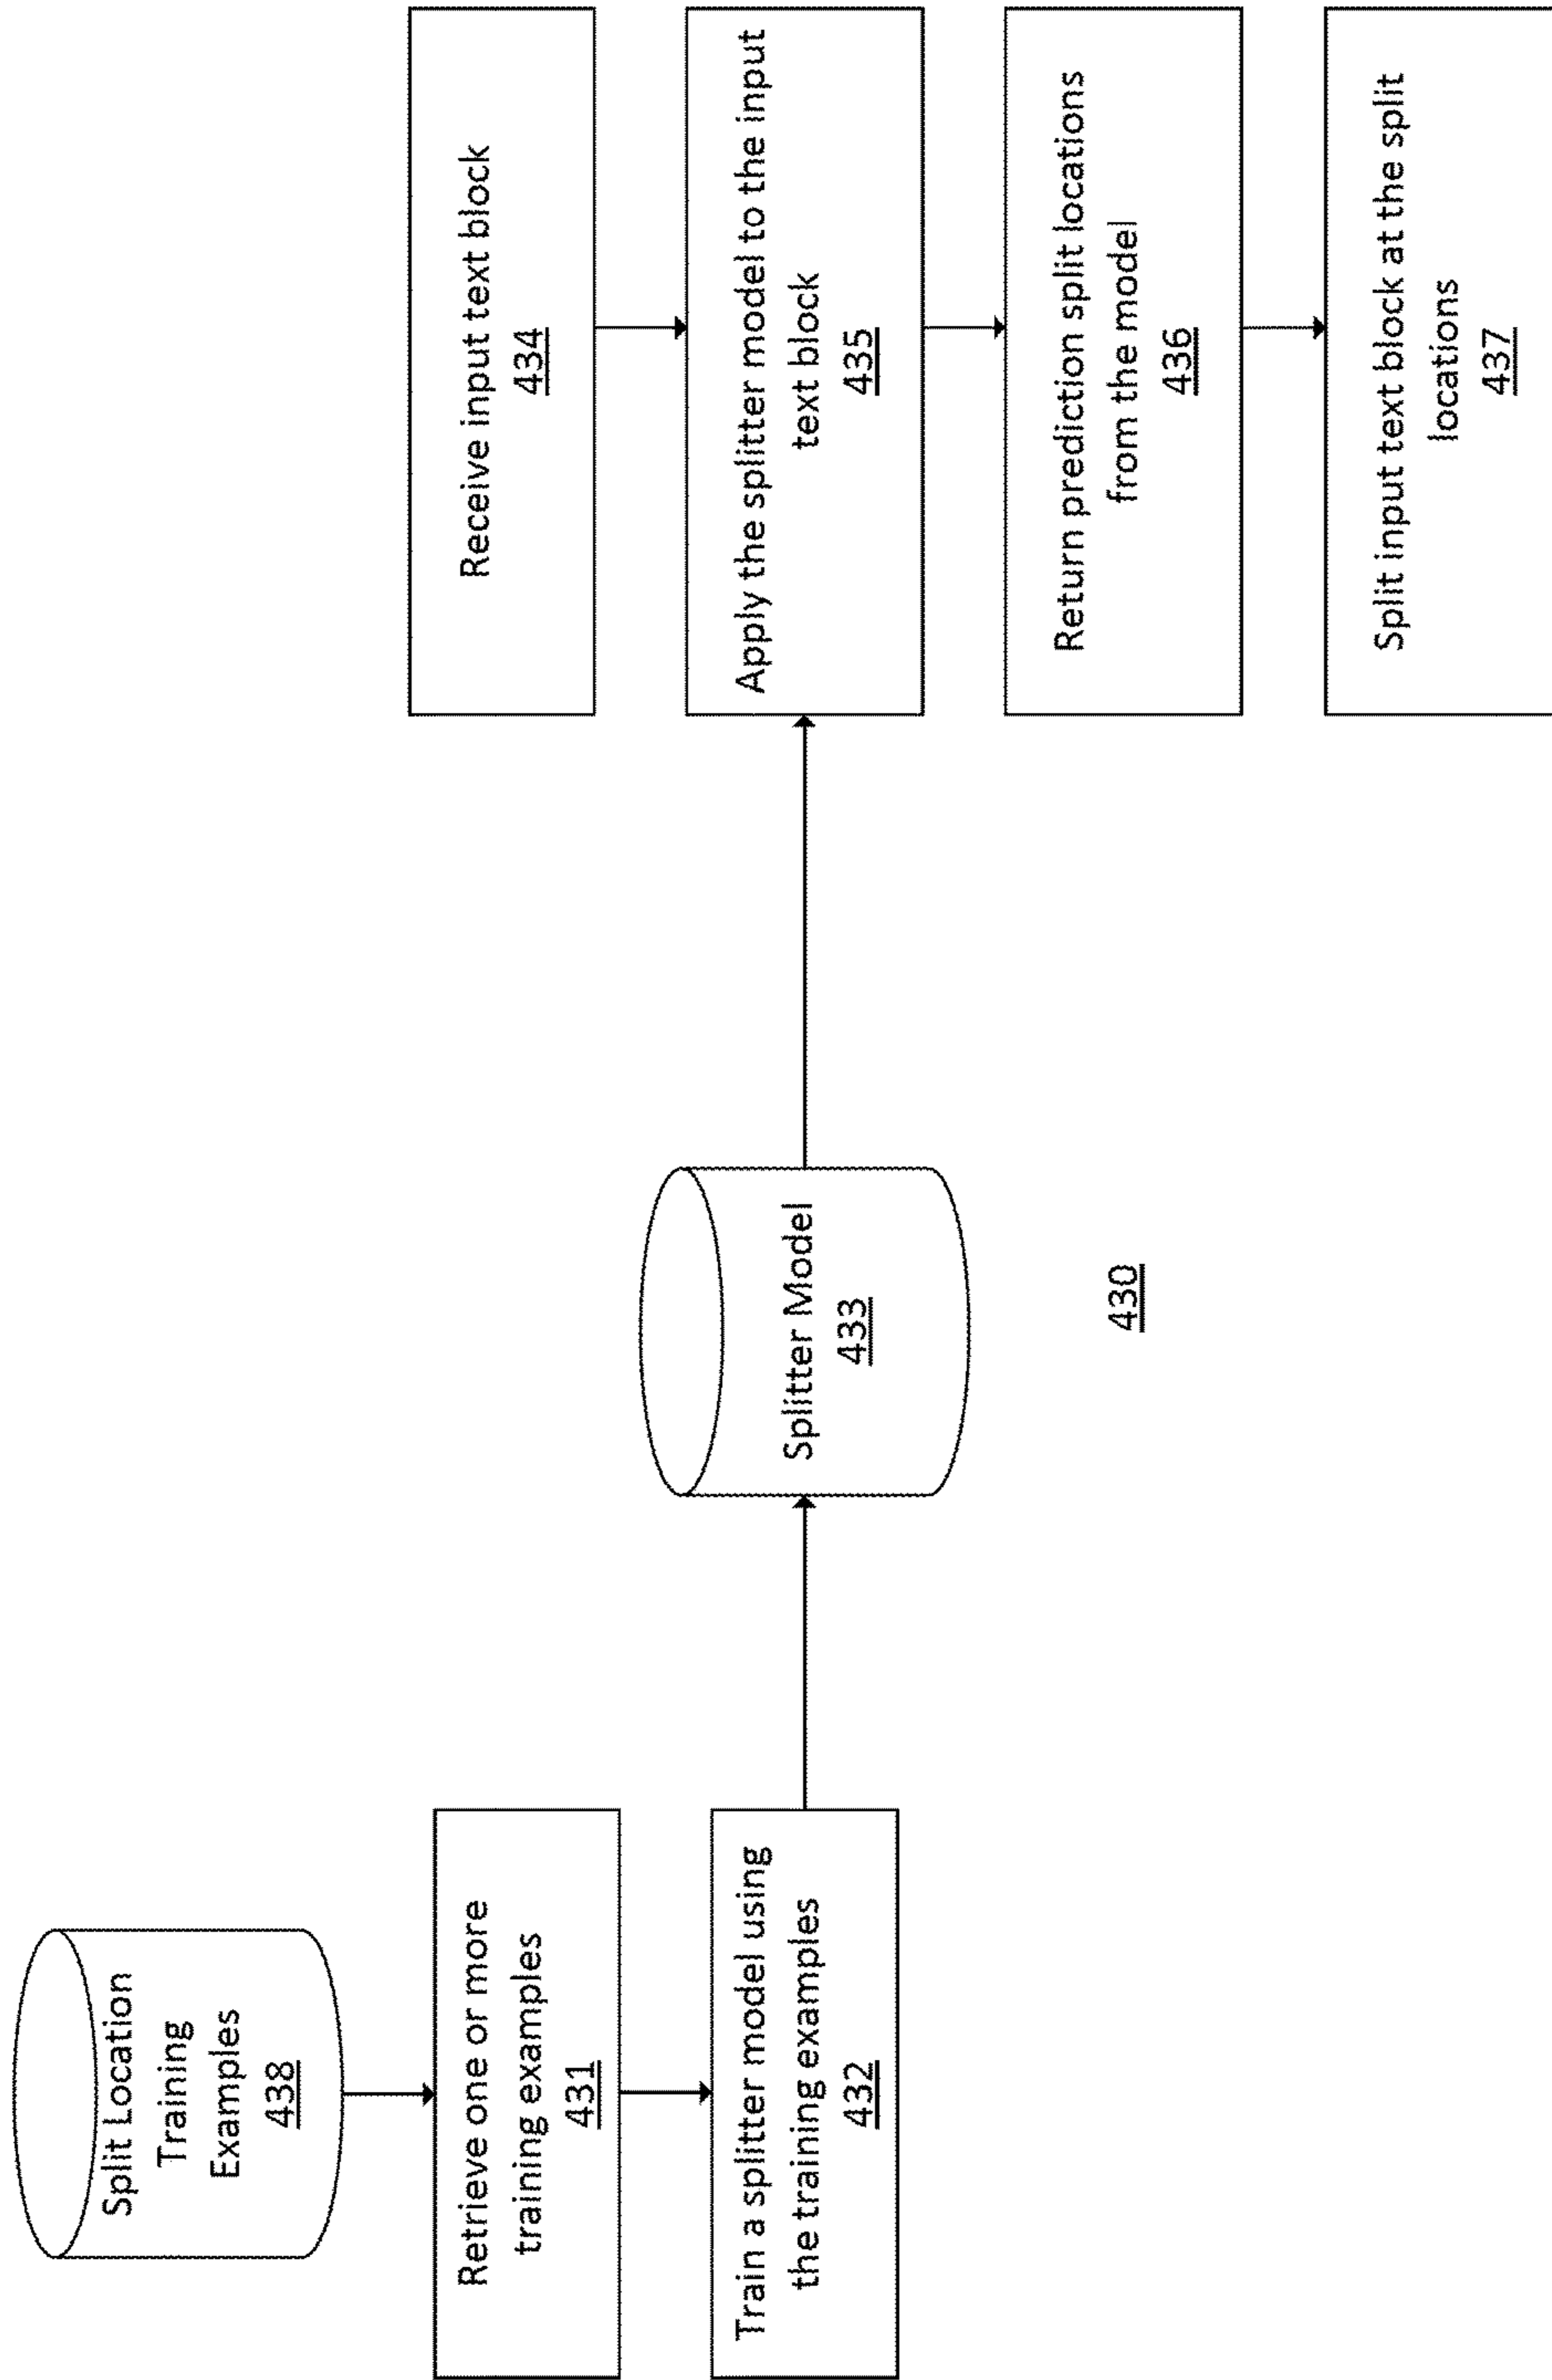 Split Location
Training
Examples
438
Retrieve one or more
training examples
431
Train a splitter model using
the training examples
432
Splitter Model
433
430
Receive input text block
434
Apply the splitter model to the input
text block
435
Return prediction split locations
from the model
436
Split input text block at the split
locations
437